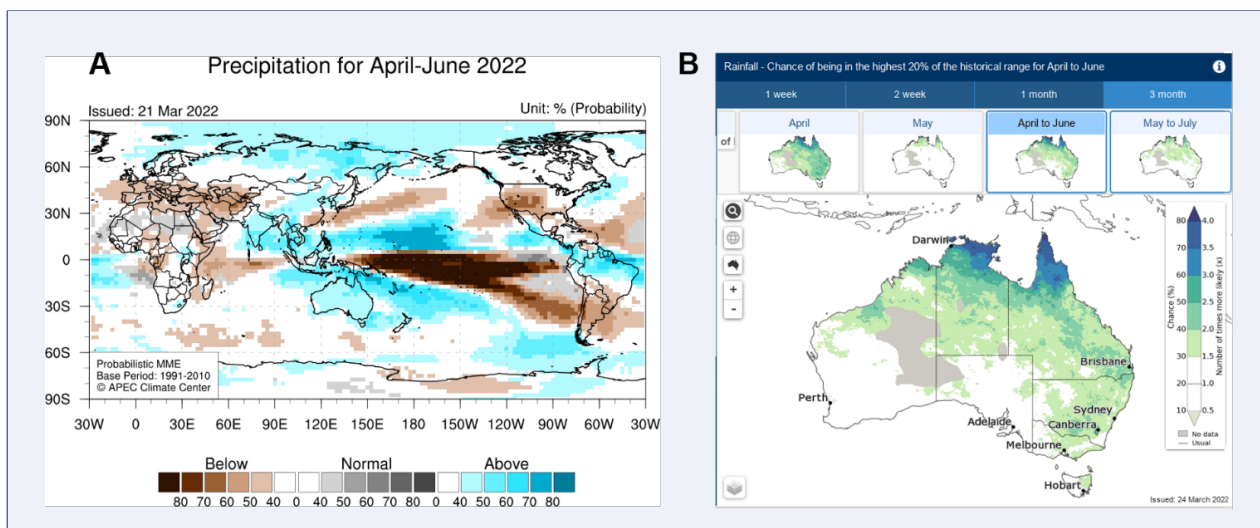 A
Precipitation for April-June 2022
Issued: 21 Mar 2022
Unit: % (Probability)
90N
60N
30N
0
30S
60S
90S
Probabilistic MME
Base Period: 1991-2010
© APEC Climate Center
30W 0 30E 60E 90E 120E 150E 180 150W 120W 90W 60W 30W
Below Normal Above
80 70 60 50 40 0 40 50 60 70 80 0 40 50 60 70 80
B
Rainfall - Chance of being in the highest 20% of the historical range for April to June
i
1 week 2 week 1 month 3 month
of
April May April to June May to July
+
-
Darwin
Brisbane
Perth
Sydney
Adelaide
Canberra
Melbourne
Hobart
Chance (%)
80 4.0
70 3.5
60 3.0
50 2.5
40 2.0
30 1.5
20 1.0
10 0.5
Number of times more likely (x)
No data
Usual
Issued: 24 March 2022